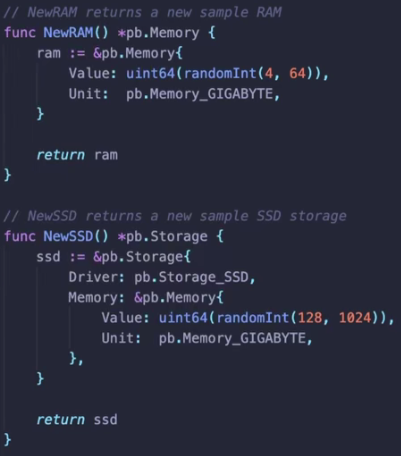 // NewRAM returns a new sample RAM
func NewRAM() *pb.Memory {
    ram := &pb.Memory{
        Value: uint64(randomInt(4, 64)),
        Unit:  pb.Memory_GIGABYTE,
    }

    return ram
}

// NewSSD returns a new sample SSD storage
func NewSSD() *pb.Storage {
    ssd := &pb.Storage{
        Driver: pb.Storage_SSD,
        Memory: &pb.Memory{
            Value: uint64(randomInt(128, 1024)),
            Unit:  pb.Memory_GIGABYTE,
        },
    }

    return ssd
}